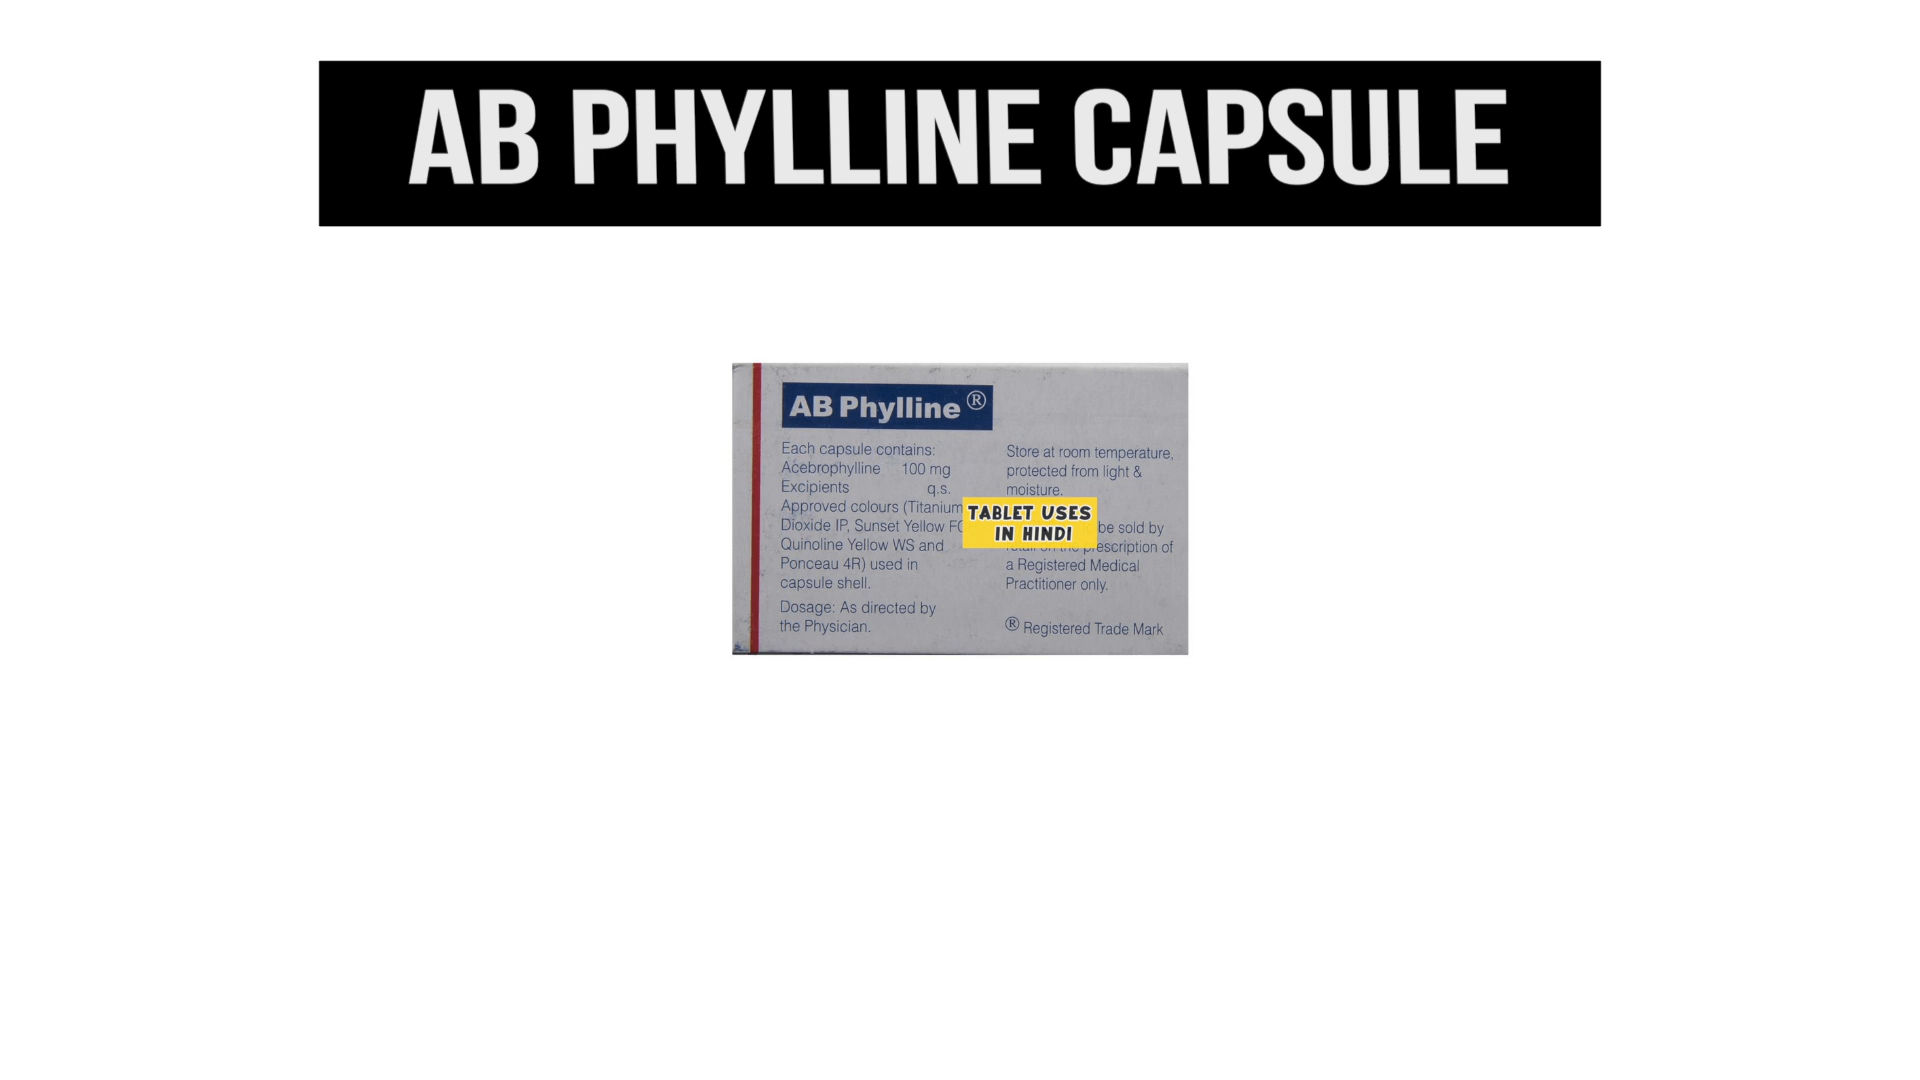 AB PHYLLINE CAPSULE
AB Phylline ®
Each capsule contains:
Acebrophylline 100 mg
Excipients q.s.
Approved colours (Titanium
Dioxide IP, Sunset Yellow
Quinoline Yellow WS and
Ponceau 4R) used in
capsule shell.
Dosage: As directed by
the Physician.
Store at room temperature,
protected from light &
moisture.
TABLET USES
IN HINDI
be sold by
of
a Registered Medical
Practitioner only.
® Registered Trade Mark